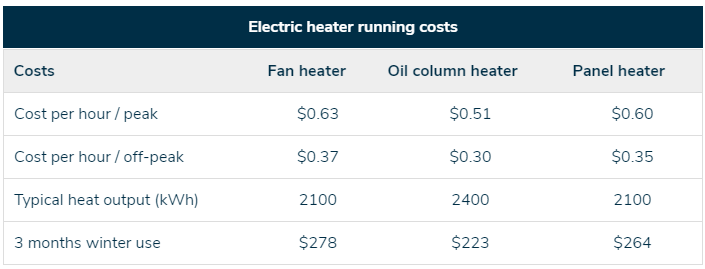 Electric heater running costs
Costs Fan heater Oil column heater Panel heater
Cost per hour / peak $0.63 $0.51 $0.60
Cost per hour / off-peak $0.37 $0.30 $0.35
Typical heat output (kWh) 2100 2400 2100
3 months winter use $278 $223 $264